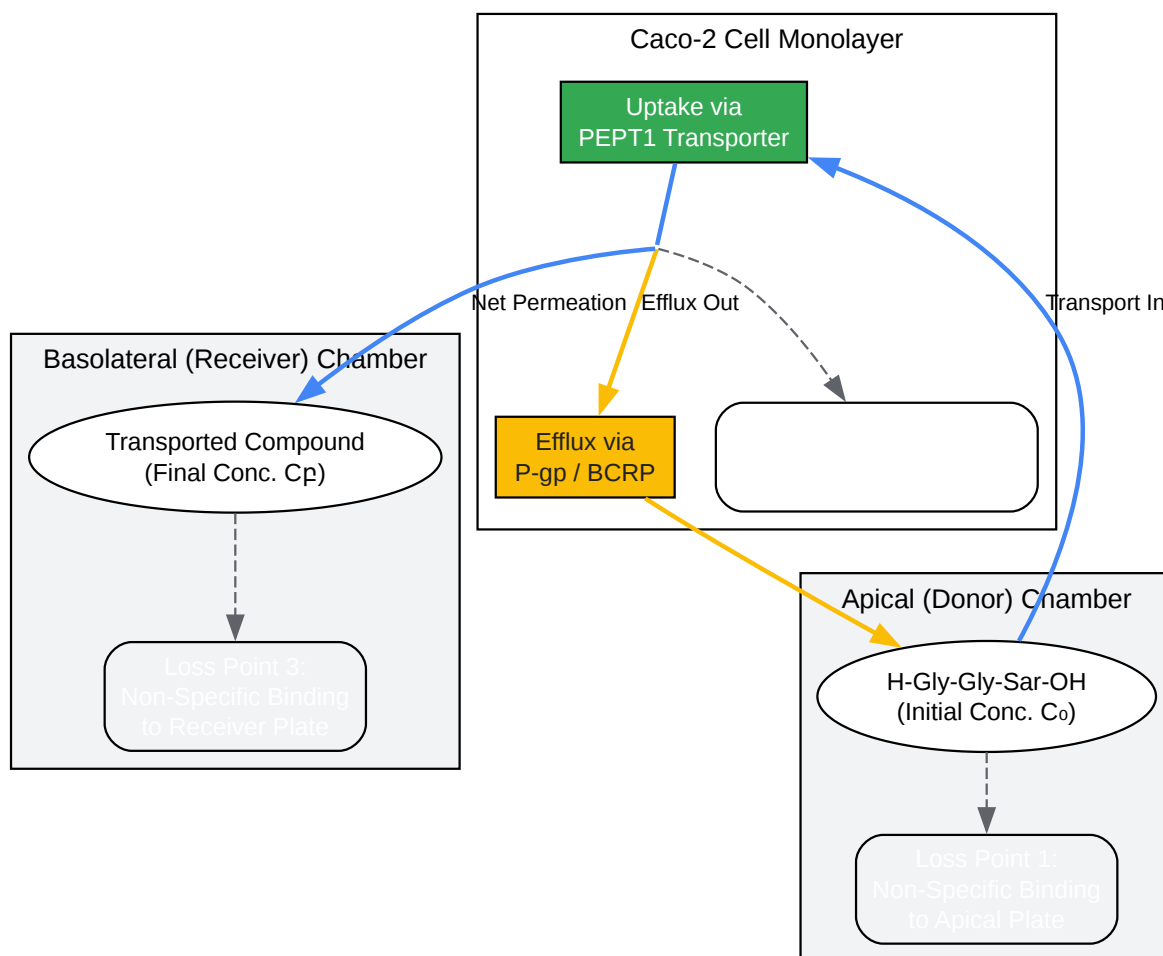 Caco-2 Cell Monolayer
Uptake via
PEPT1 Transporter
Net Permeation
Efflux Out
Transport In
Basolateral (Receiver) Chamber
Transported Compound
(Final Conc. Cբ)
Efflux via
P-gp / BCRP
Apical (Donor) Chamber
H-Gly-Gly-Sar-OH
(Initial Conc. C₀)
Loss Point 3:
Non-Specific Binding
to Receiver Plate
Loss Point 1:
Non-Specific Binding
to Apical Plate